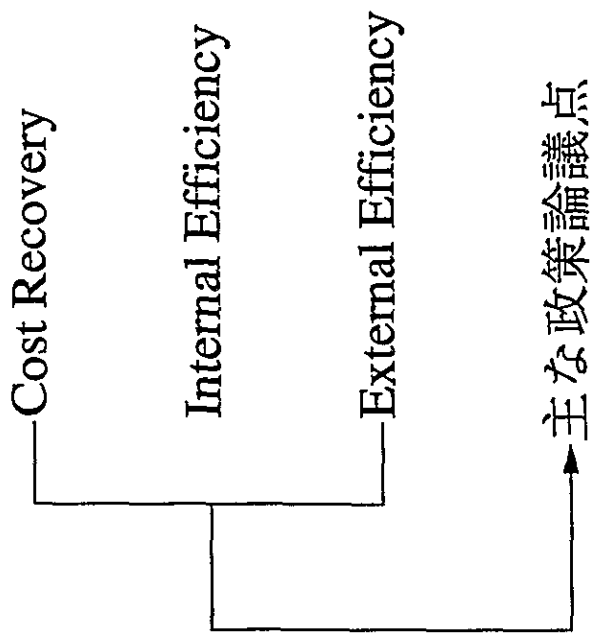 Cost Recovery
Internal Efficiency
External Efficiency
主な政策論議点